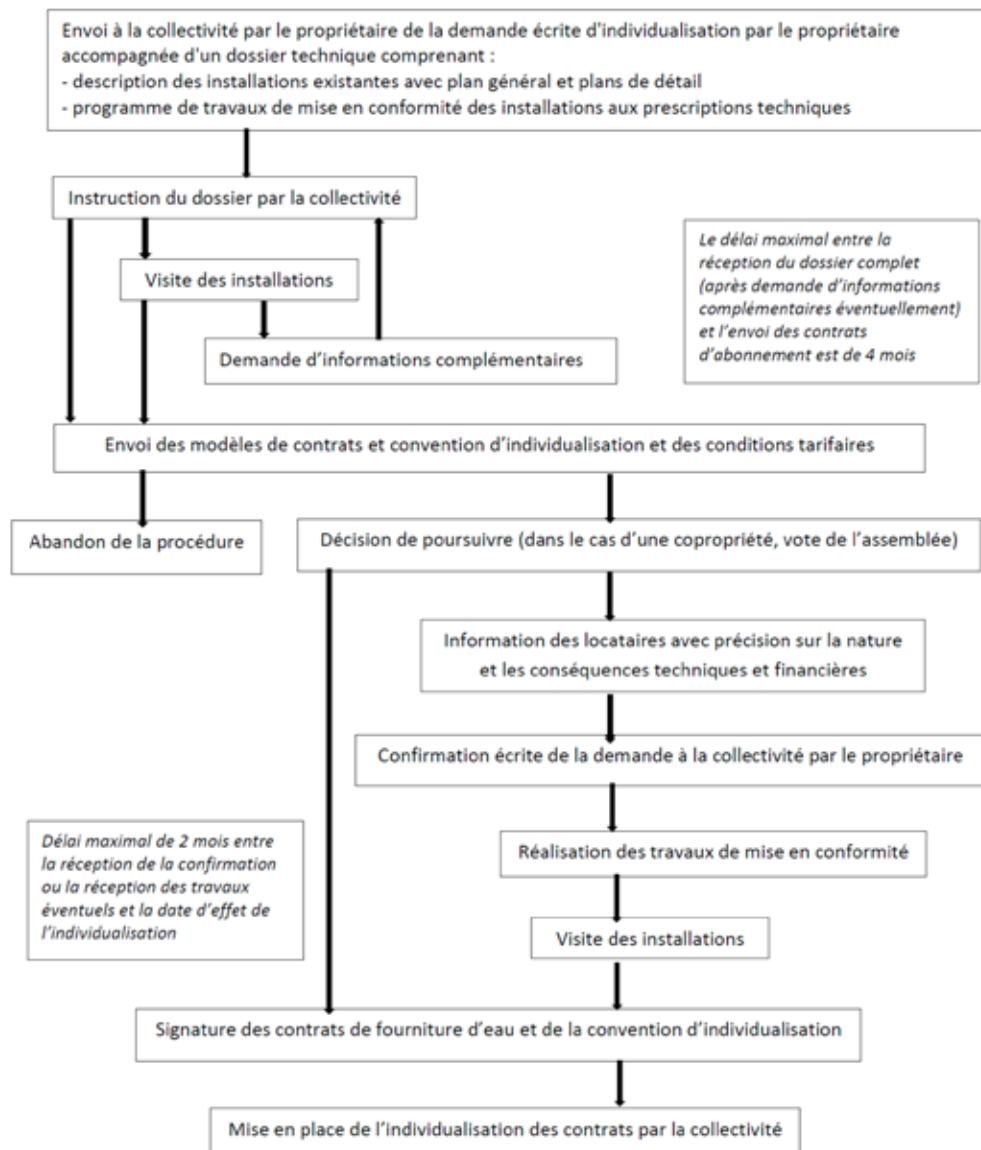 Envoi à la collectivité par le propriétaire de la demande écrite d'individualisation par le propriétaire
accompagnée d'un dossier technique comprenant :
- description des installations existantes avec plan général et plans de détail
- programme de travaux de mise en conformité des installations aux prescriptions techniques
Instruction du dossier par la collectivité
Le délai maximal entre la
réception du dossier complet
(après demande d'informations
complémentaires éventuellement)
et l'envoi des contrats
d'abonnement est de 4 mois
Visite des installations
Demande d'informations complémentaires
Envoi des modèles de contrats et convention d'individualisation et des conditions tarifaires
Abandon de la procédure
Décision de poursuivre (dans le cas d'une copropriété, vote de l'assemblée)
Information des locataires avec précision sur la nature
et les conséquences techniques et financières
Confirmation écrite de la demande à la collectivité par le propriétaire
Délai maximal de 2 mois entre
la réception de la confirmation
ou la réception des travaux
éventuels et la date d'effet de
l'individualisation
Réalisation des travaux de mise en conformité
Visite des installations
Signature des contrats de fourniture d'eau et de la convention d'individualisation
Mise en place de l'individualisation des contrats par la collectivité